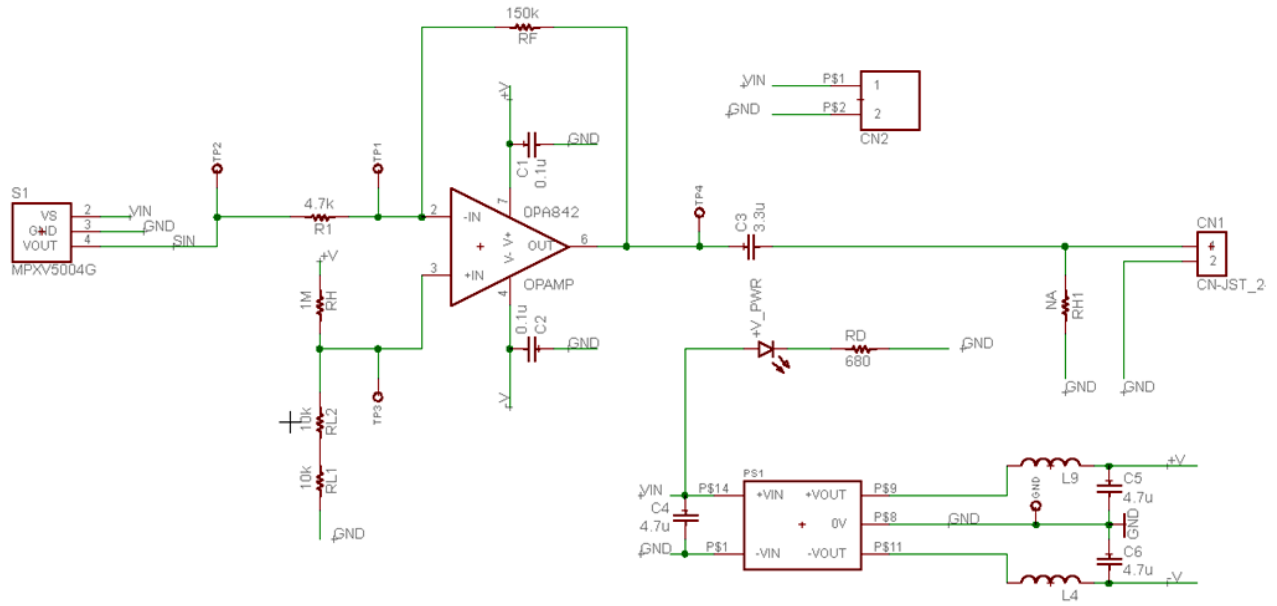 150k
RF
+V
GND
C1
0.1u
VIN
P$1
1
GND
P$2
2
CN2
TP2
TP1
S1
VS
2
VIN
GND
3
GND
VOUT
4
SIN
MPXV5004G
4.7k
R1
2
-IN
7
OPA842
V+
V-
OUT
6
3
+IN
4
OPAMP
TP4
C3
3.3u
CN1
2
CN-JST_2-
+V
1M
RH
0.1u
C2
GND
-V
+V_PWR
RD
680
GND
NA
RH1
GND
GND
TP3
10k
RL2
10k
RL1
GND
PS1
VIN
P$14
+VIN
+VOUT
P$9
L9
+V
C4
4.7u
0V
P$8
GND
GND
C5
4.7u
GND
GND
P$1
-VIN
-VOUT
P$11
C6
4.7u
L4
-V